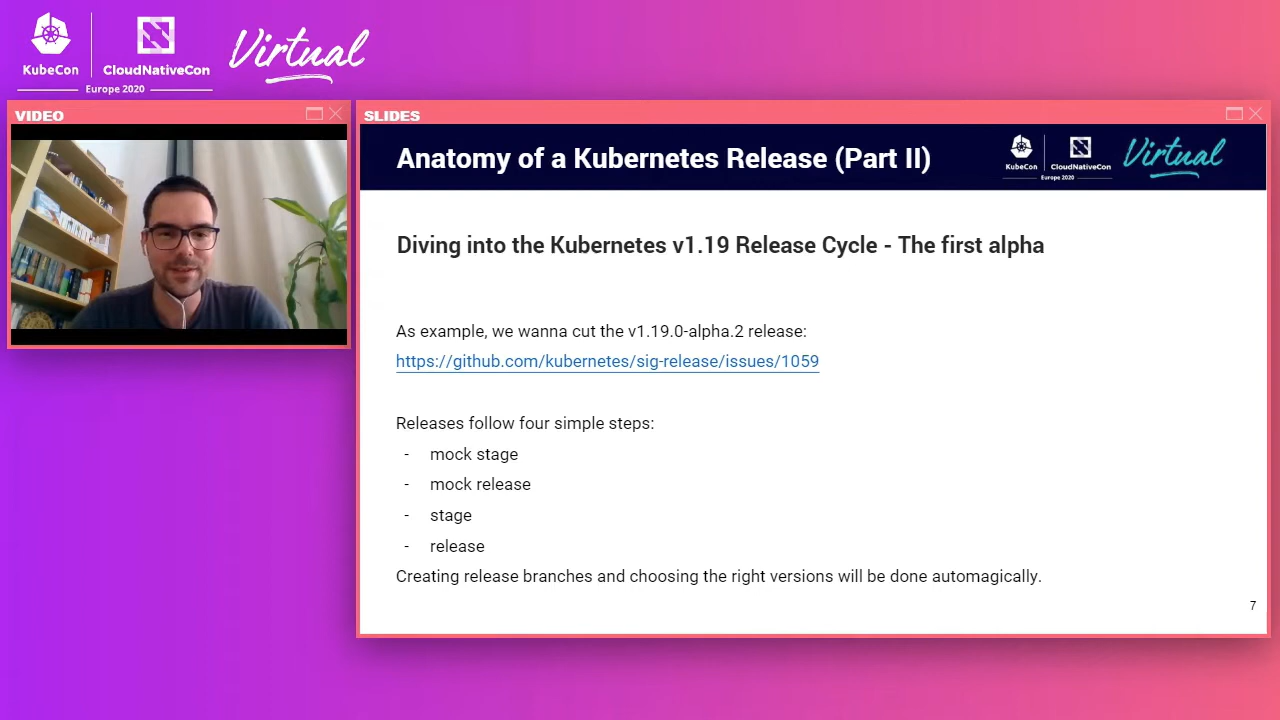 KubeCon
CloudNativeCon
Europe 2020
Virtual
VIDEO
SLIDES
Anatomy of a Kubernetes Release (Part II)
KubeCon
CloudNativeCon
Europe 2020
Virtual
Diving into the Kubernetes v1.19 Release Cycle - The first alpha
As example, we wanna cut the v1.19.0-alpha.2 release:
https://github.com/kubernetes/sig-release/issues/1059
Releases follow four simple steps:
- mock stage
- mock release
- stage
- release
Creating release branches and choosing the right versions will be done automagically.
7